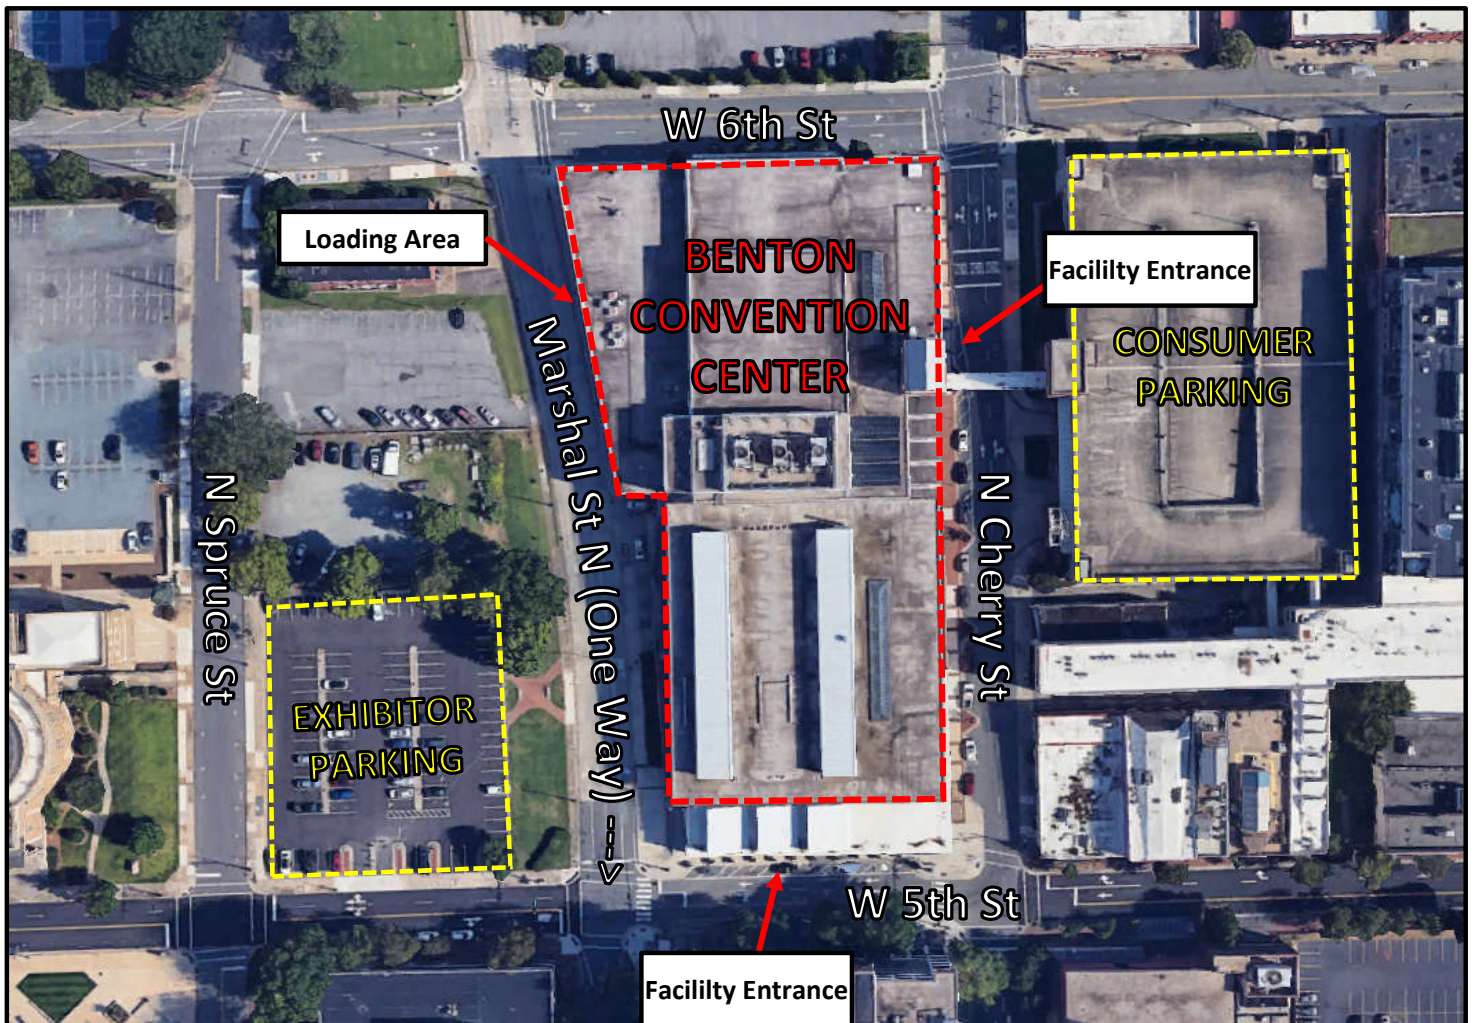 W 6th St
Loading Area
BENTON
CONVENTION
CENTER
Facililty Entrance
CONSUMER
PARKING
Marshal St N (One Way) --->
N Spruce St
N Cherry St
EXHIBITOR
PARKING
W 5th St
Facililty Entrance